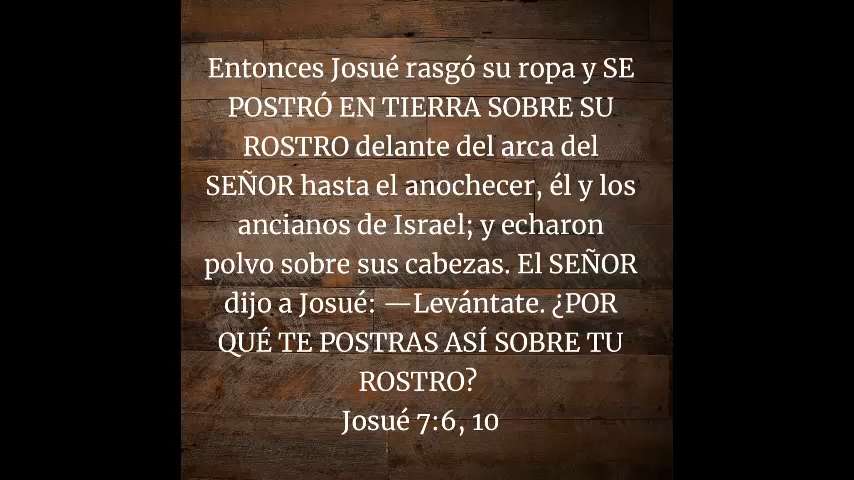 Entonces Josué rasgó su ropa y SE
POSTRÓ EN TIERRA SOBRE SU
ROSTRO delante del arca del
SEÑOR hasta el anochecer, él y los
ancianos de Israel; y echaron
polvo sobre sus cabezas. El SEÑOR
dijo a Josué: —Levántate. ¿POR
QUÉ TE POSTRAS ASÍ SOBRE TU
ROSTRO?
Josué 7:6, 10